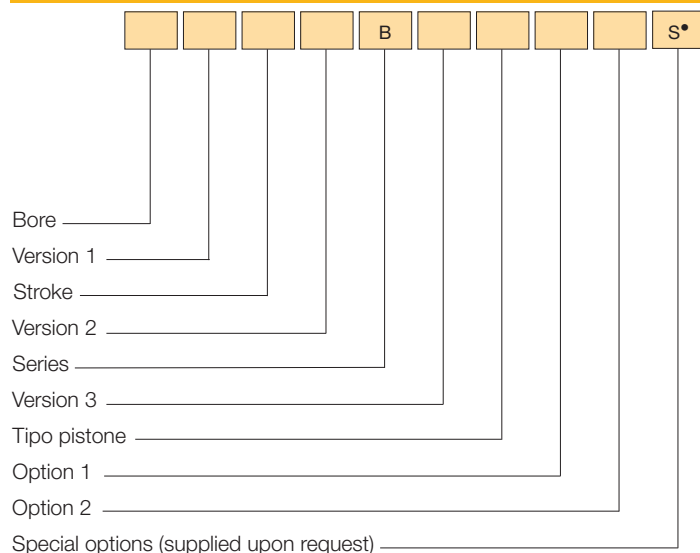 B S●
Bore
Version 1
Stroke
Version 2
Series
Version 3
Tipo pistone
Option 1
Option 2
Special options (supplied upon request)